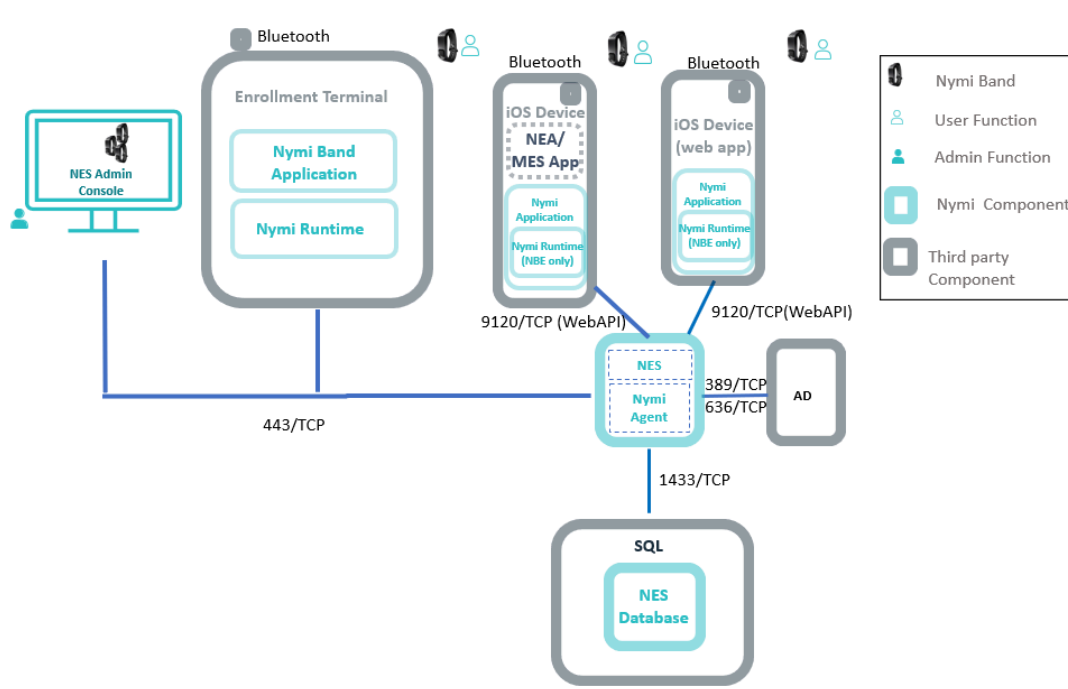 Bluetooth
Enrollment Terminal
Nymi Band
Application
Nymi Runtime
NES Admin
Console
Bluetooth
iOS Device
NEA/
MES App
Nymi
Application
Nymi Runtime
(NBE only)
Bluetooth
iOS Device
(web app)
Nymi
Application
Nymi Runtime
(NBE only)
Nymi Band
User Function
Admin Function
Nymi Component
Third party
Component
9120/TCP (WebAPI)
9120/TCP(WebAPI)
NES
Nymi
Agent
389/TCP
636/TCP
AD
443/TCP
1433/TCP
SQL
NES
Database